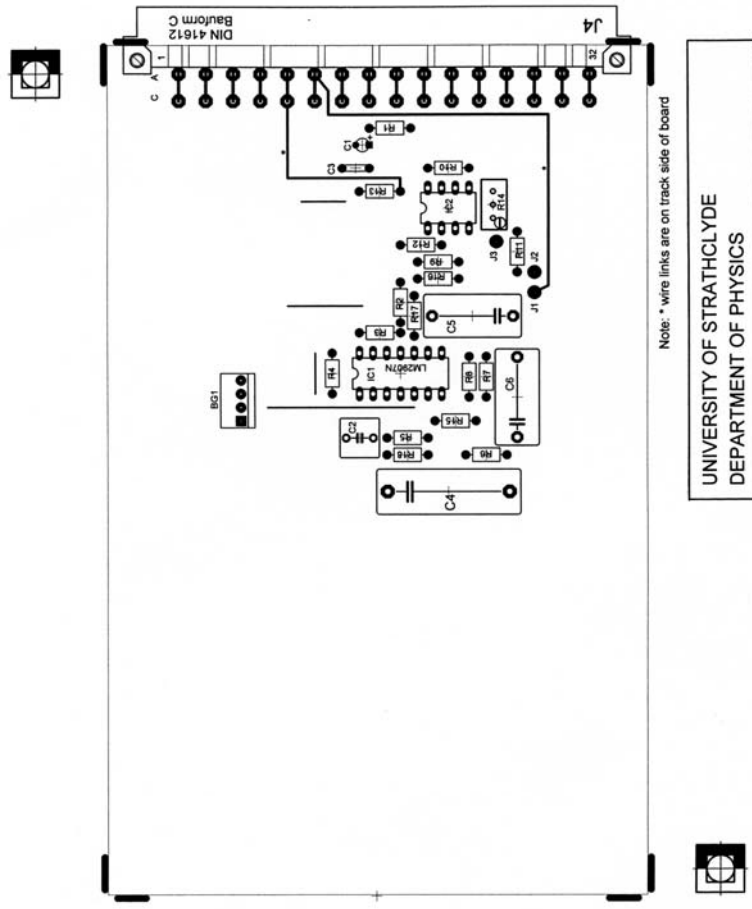 DIN 41612
Bauform C
J4
1
32
A
C
C1
+
R1
C3
R10
R13
IC2
R14
R12
J3
R11
R9
R16
J2
J1
R2
R17
C5
R3
IC1
LM2907N
R4
BG1
R8
R7
C6
C2
R15
R5
R18
R6
C4
Note: * wire links are on track side of board
UNIVERSITY OF STRATHCLYDE
DEPARTMENT OF PHYSICS